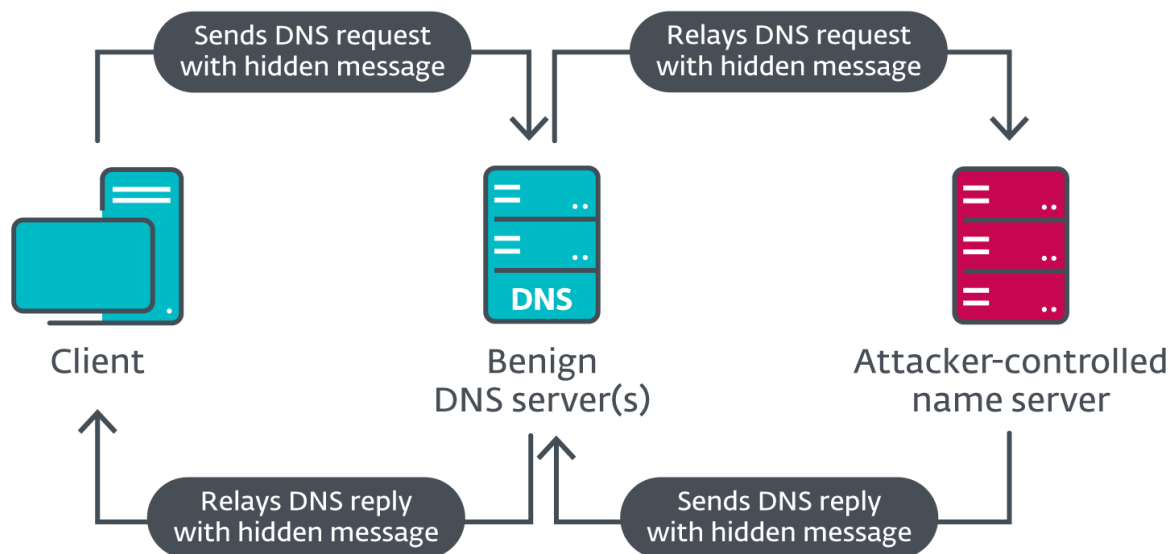 Sends DNS request
with hidden message
Relays DNS request
with hidden message
DNS
Client
Benign
DNS server(s)
Attacker-controlled
name server
Relays DNS reply
with hidden message
Sends DNS reply
with hidden message